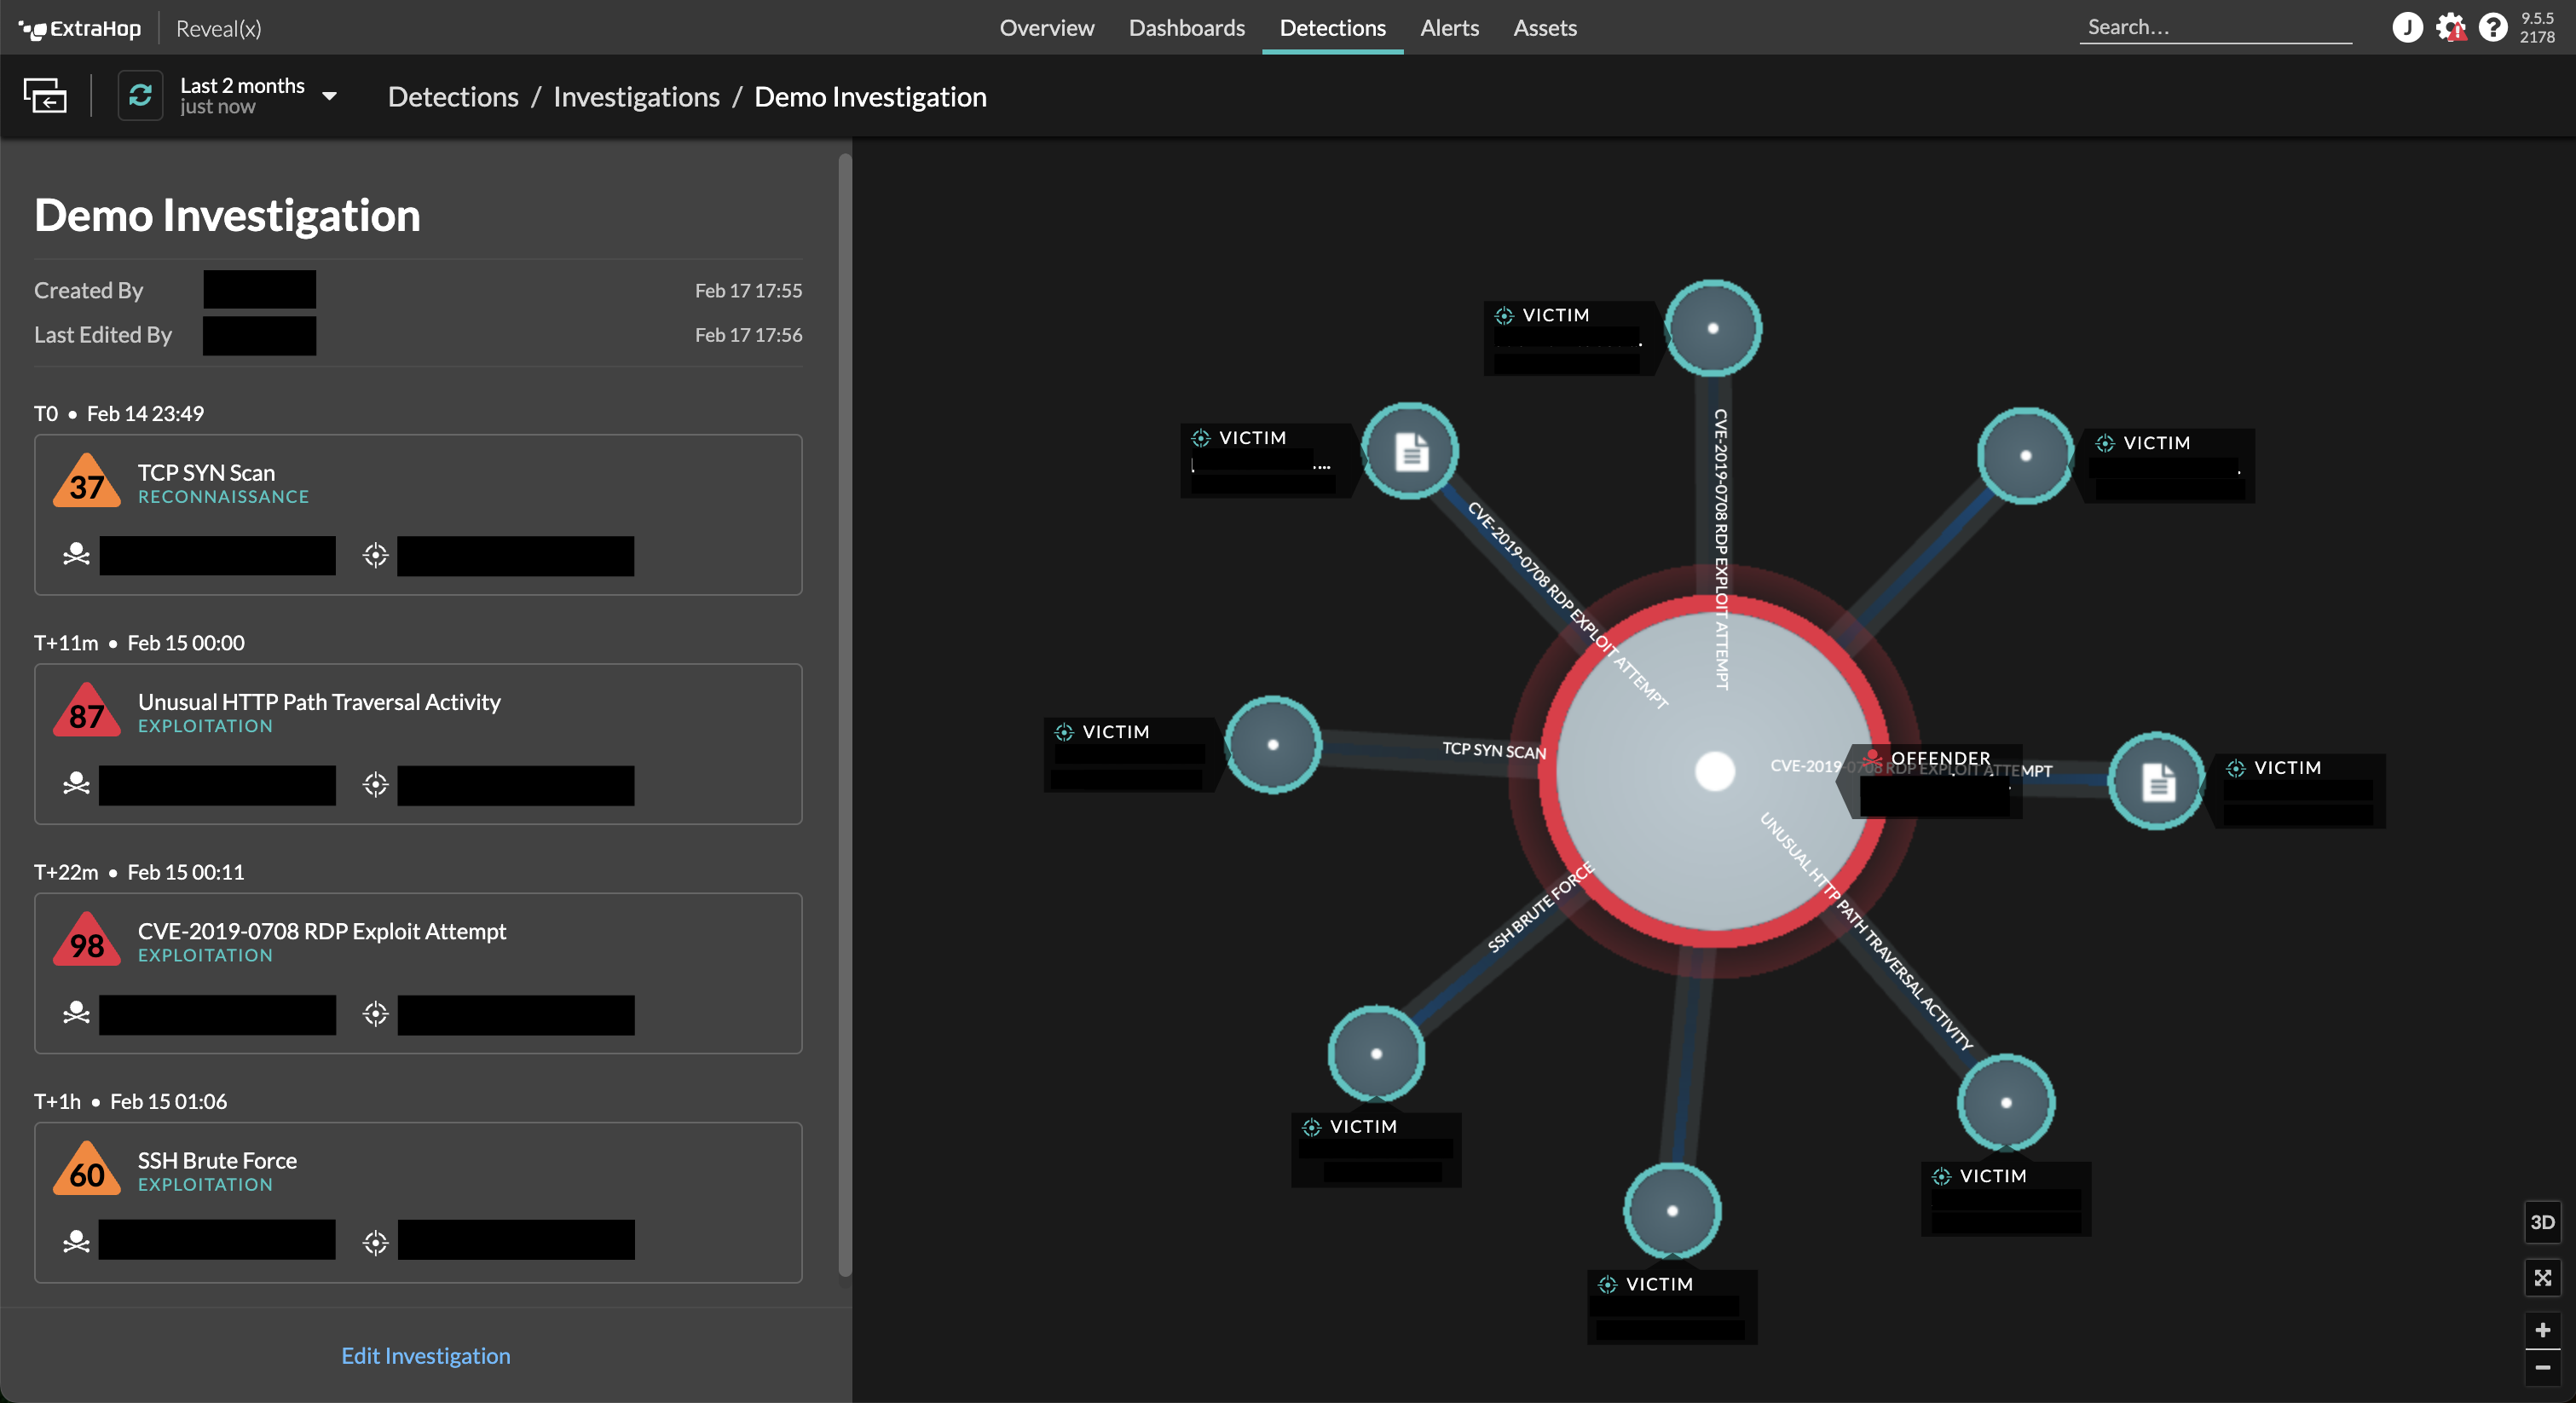 ExtraHop Reveal(x) Overview Dashboards Detections Alerts Assets Search... J ? 9.5.5
2178
Last 2 months
just now
Detections / Investigations / Demo Investigation
Demo Investigation
Created By Feb 17 17:55
Last Edited By Feb 17 17:56
T0 • Feb 14 23:49
37 TCP SYN Scan
RECONNAISSANCE
T+11m • Feb 15 00:00
87 Unusual HTTP Path Traversal Activity
EXPLOITATION
T+22m • Feb 15 00:11
98 CVE-2019-0708 RDP Exploit Attempt
EXPLOITATION
T+1h • Feb 15 01:06
60 SSH Brute Force
EXPLOITATION
Edit Investigation
VICTIM
VICTIM
...
VICTIM
CVE-2019-0708 RDP EXPLOIT ATTEMPT
CVE-2019-0708 RDP EXPLOIT ATTEMPT
VICTIM
TCP SYN SCAN
OFFENDER
CVE-2019-0708 RDP EXPLOIT ATTEMPT
VICTIM
SSH BRUTE FORCE
UNUSUAL HTTP PATH TRAVERSAL ACTIVITY
VICTIM
VICTIM
VICTIM
3D
+
−